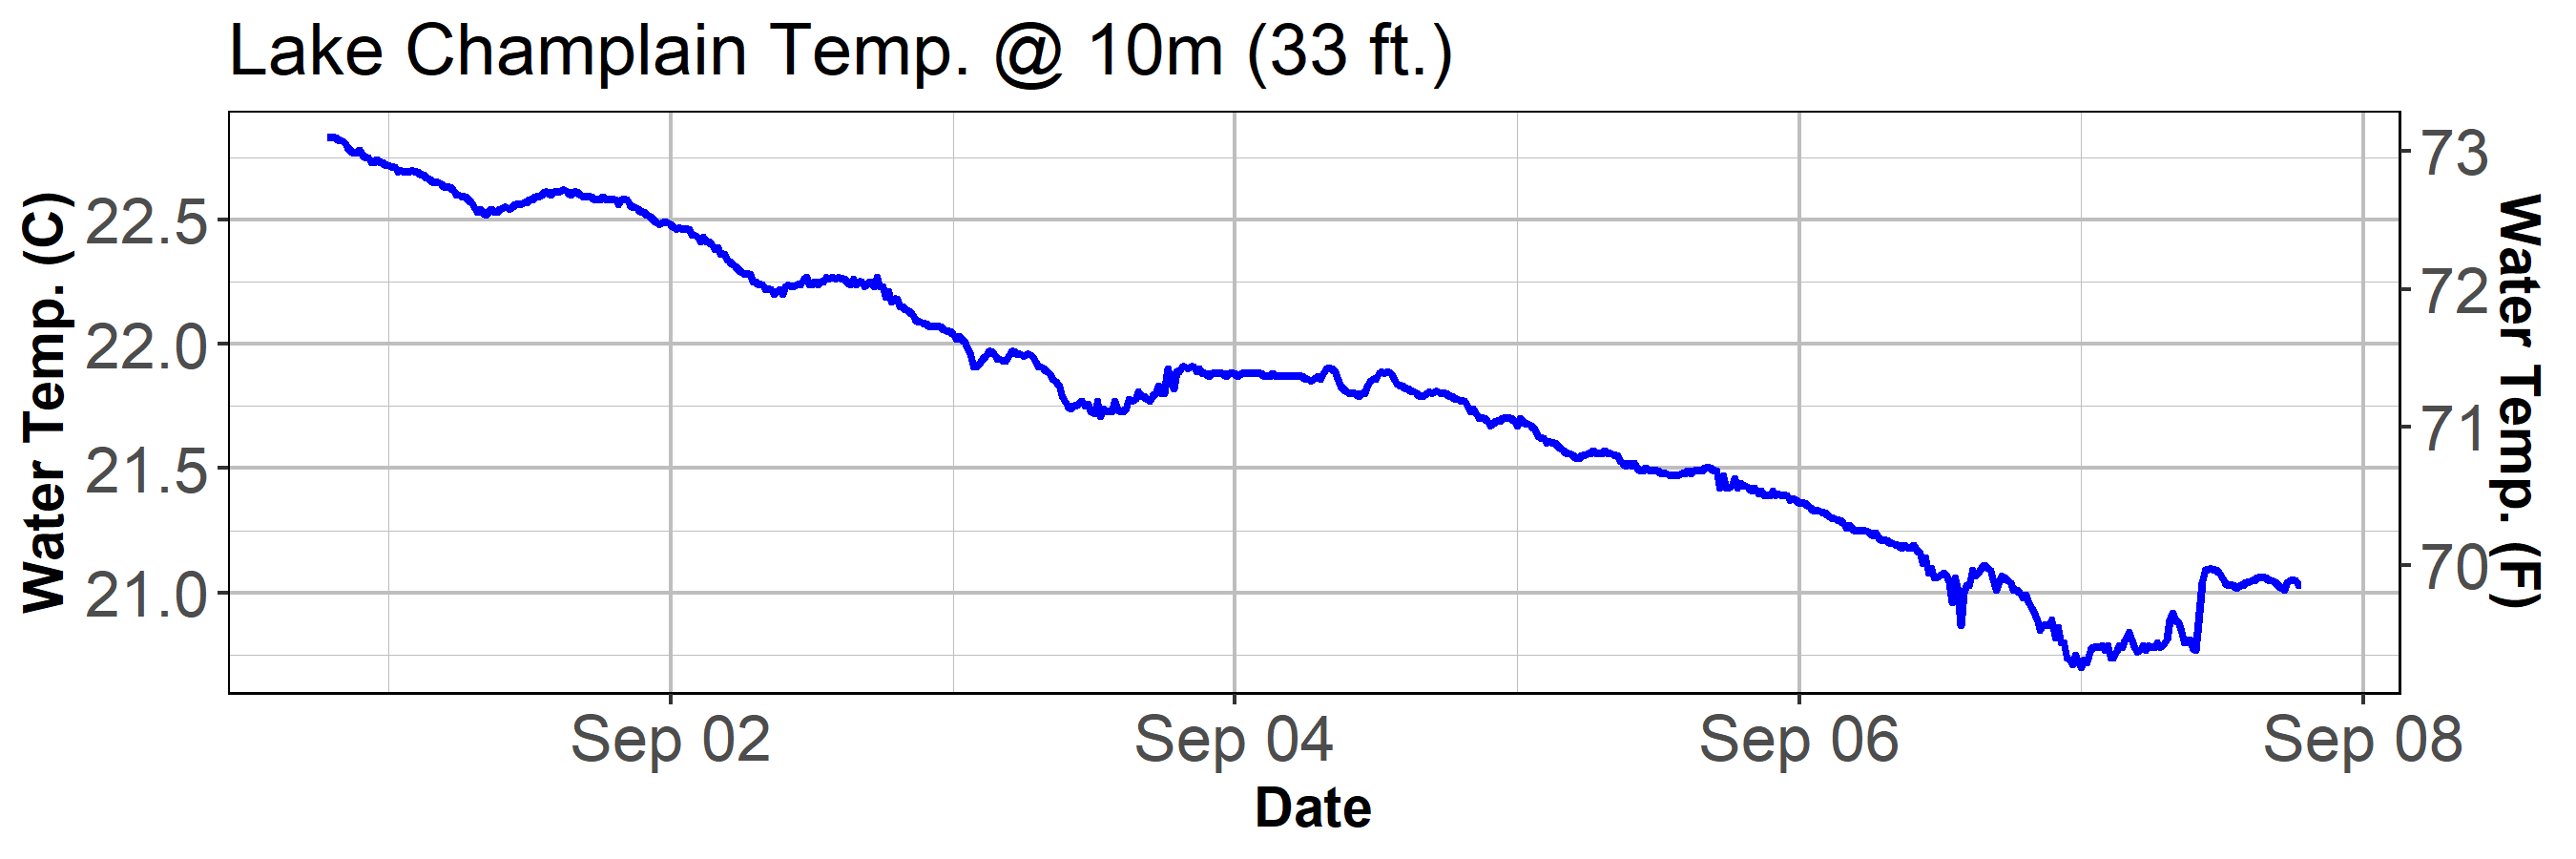 Lake Champlain Temp. @ 10m (33 ft.)
Water Temp. (C)
22.5
22.0
21.5
21.0
73
72
71
70
Water Temp. (F)
Sep 02 Sep 04 Sep 06 Sep 08
Date